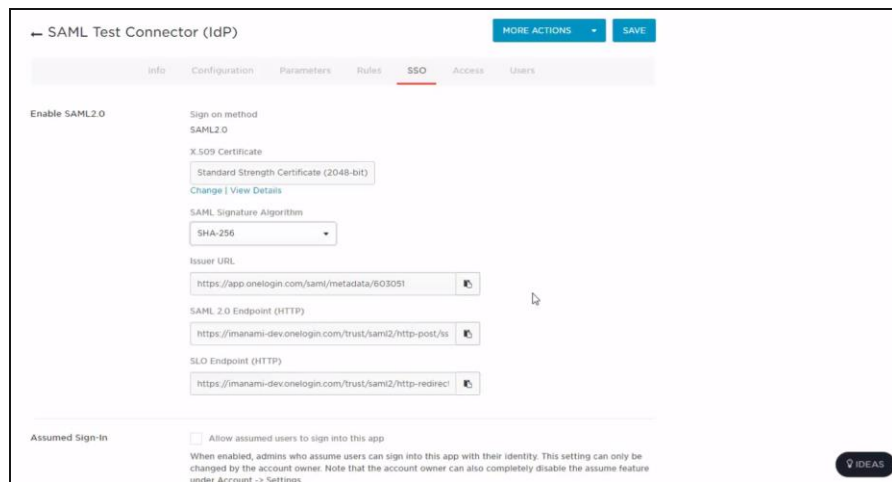 ← SAML Test Connector (IdP)
MORE ACTIONS
SAVE
Info Configuration Parameters Rules SSO Access Users
Enable SAML2.0
Sign on method
SAML2.0
X.509 Certificate
Standard Strength Certificate (2048-bit)
Change | View Details
SAML Signature Algorithm
SHA-256
Issuer URL
https://app.onelogin.com/saml/metadata/603051
SAML 2.0 Endpoint (HTTP)
https://imanami-dev.onelogin.com/trust/saml2/http-post/ss
SLO Endpoint (HTTP)
https://imanami-dev.onelogin.com/trust/saml2/http-redirect
Assumed Sign-In
Allow assumed users to sign into this app
When enabled, admins who assume users can sign into this app with their identity. This setting can only be
changed by the account owner. Note that the account owner can also completely disable the assume feature
under Account -> Settings.
IDEAS